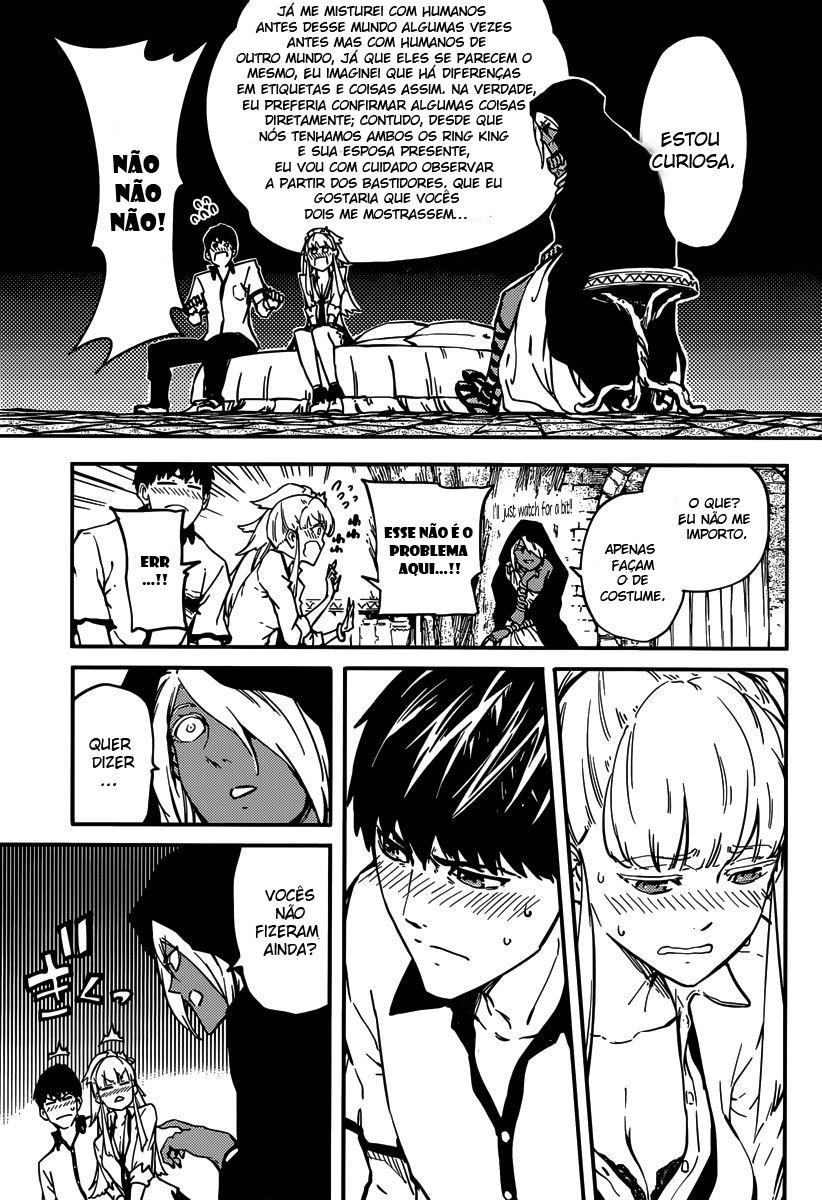 ESTOU
CURIOSA.
JÁ ME MISTUREI COM HUMANOS
ANTES DESSE MUNDO ALGUMAS VEZES
ANTES MAS COM HUMANOS DE
OUTRO MUNDO, JÁ QUE ELES SE PARECEM O
MESMO, EU IMAGINEI QUE HÁ DIFERENÇAS
EM ETIQUETAS E COISAS ASSIM. NA VERDADE,
EU PREFERIA CONFIRMAR ALGUMAS COISAS
DIRETAMENTE; CONTUDO, DESDE QUE
NÓS TENHAMOS AMBOS OS RING KING
E SUA ESPOSA PRESENTE,
EU VOU COM CUIDADO OBSERVAR
A PARTIR DOS BASTIDORES. QUE EU
GOSTARIA QUE VOCÊS
DOIS ME MOSTRASSEM...
NÃO
NÃO
NÃO!
O QUE?
EU NÃO ME
IMPORTO.
APENAS
FAÇAM
O DE
COSTUME.
I'll just watch for a bit!!
ESSE NÃO É O
PROBLEMA
AQUI...!!
ERR
...!!
QUER
DIZER
...
VOCÊS
NÃO
FIZERAM
AINDA?
ぎくっ